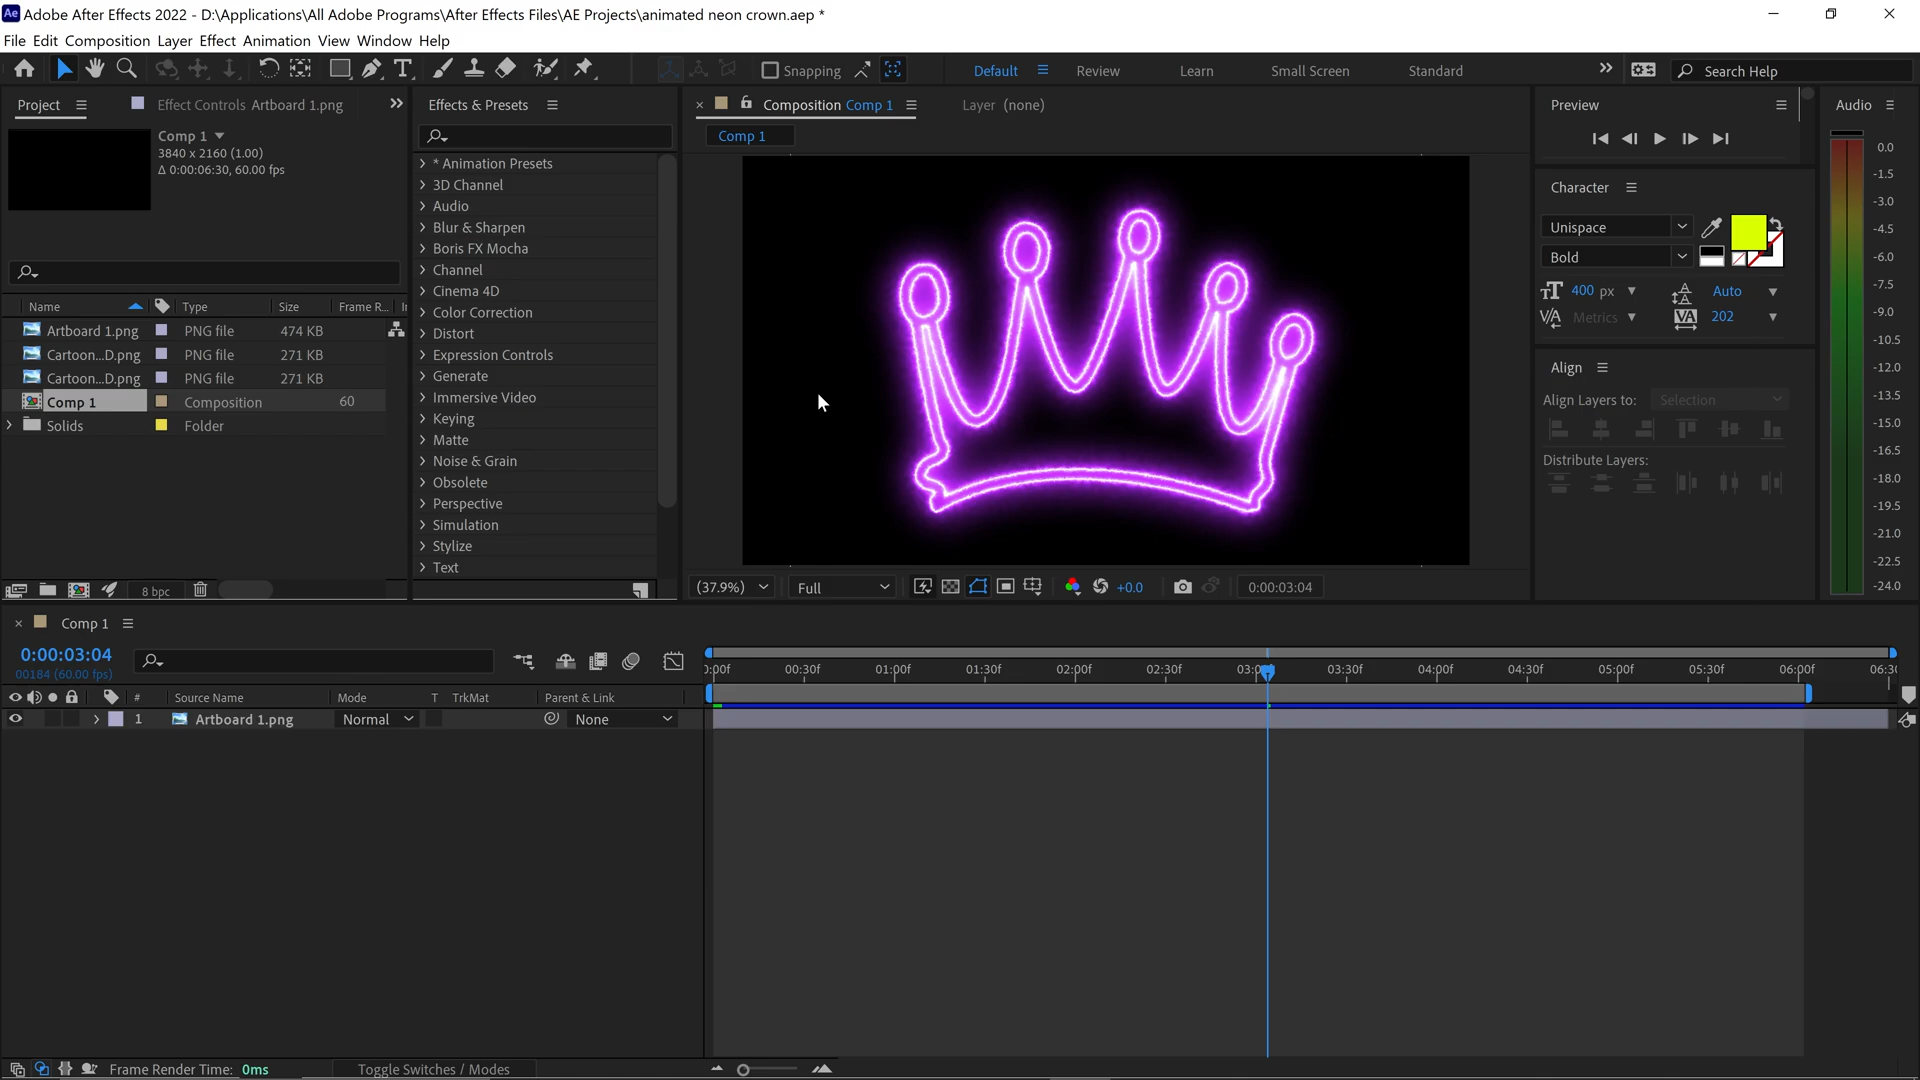 Adobe After Effects 2022 - D:\Applications\All Adobe Programs\After Effects Files\AE Projects\animated neon crown.aep *
File Edit Composition Layer Effect Animation View Window Help
Snapping
Default
Review
Learn
Small Screen
Standard
Search Help
Project
Effect Controls Artboard 1.png
Comp 1
3840 x 2160 (1.00)
Δ 0:00:06:30, 60.00 fps
Name Type Size Frame R...
Artboard 1.png PNG file 474 KB
Cartoon...D.png PNG file 271 KB
Cartoon...D.png PNG file 271 KB
Comp 1 Composition 60
Solids Folder
8 bpc
Effects & Presets
* Animation Presets
3D Channel
Audio
Blur & Sharpen
Boris FX Mocha
Channel
Cinema 4D
Color Correction
Distort
Expression Controls
Generate
Immersive Video
Keying
Matte
Noise & Grain
Obsolete
Perspective
Simulation
Stylize
Text
Composition Comp 1
Layer (none)
Comp 1
(37.9%) Full +0.0 0:00:03:04
Preview
Character
Unispace
Bold
400 px Auto
Metrics 202
Align
Align Layers to: Selection
Distribute Layers:
Audio
0.0
-1.5
-3.0
-4.5
-6.0
-7.5
-9.0
-10.5
-12.0
-13.5
-15.0
-16.5
-18.0
-19.5
-21.0
-22.5
-24.0
Comp 1
0:00:03:04
00184 (60.00 fps)
# Source Name Mode T TrkMat Parent & Link
1 Artboard 1.png Normal None
):00f 00:30f 01:00f 01:30f 02:00f 02:30f 03:0 03:30f 04:00f 04:30f 05:00f 05:30f 06:00f 06:3
Frame Render Time: 0ms
Toggle Switches / Modes